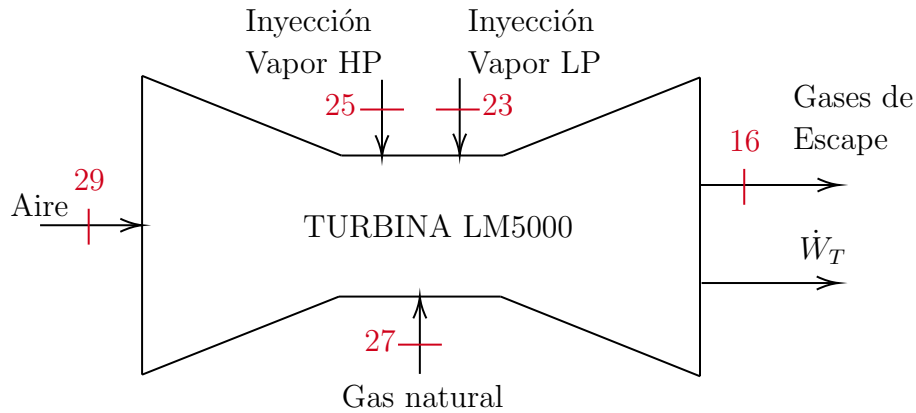 Inyección
Vapor HP
Inyección
Vapor LP
25
23
Gases de
Escape
16
29
Aire
TURBINA LM5000
Ẇ_T
27
Gas natural